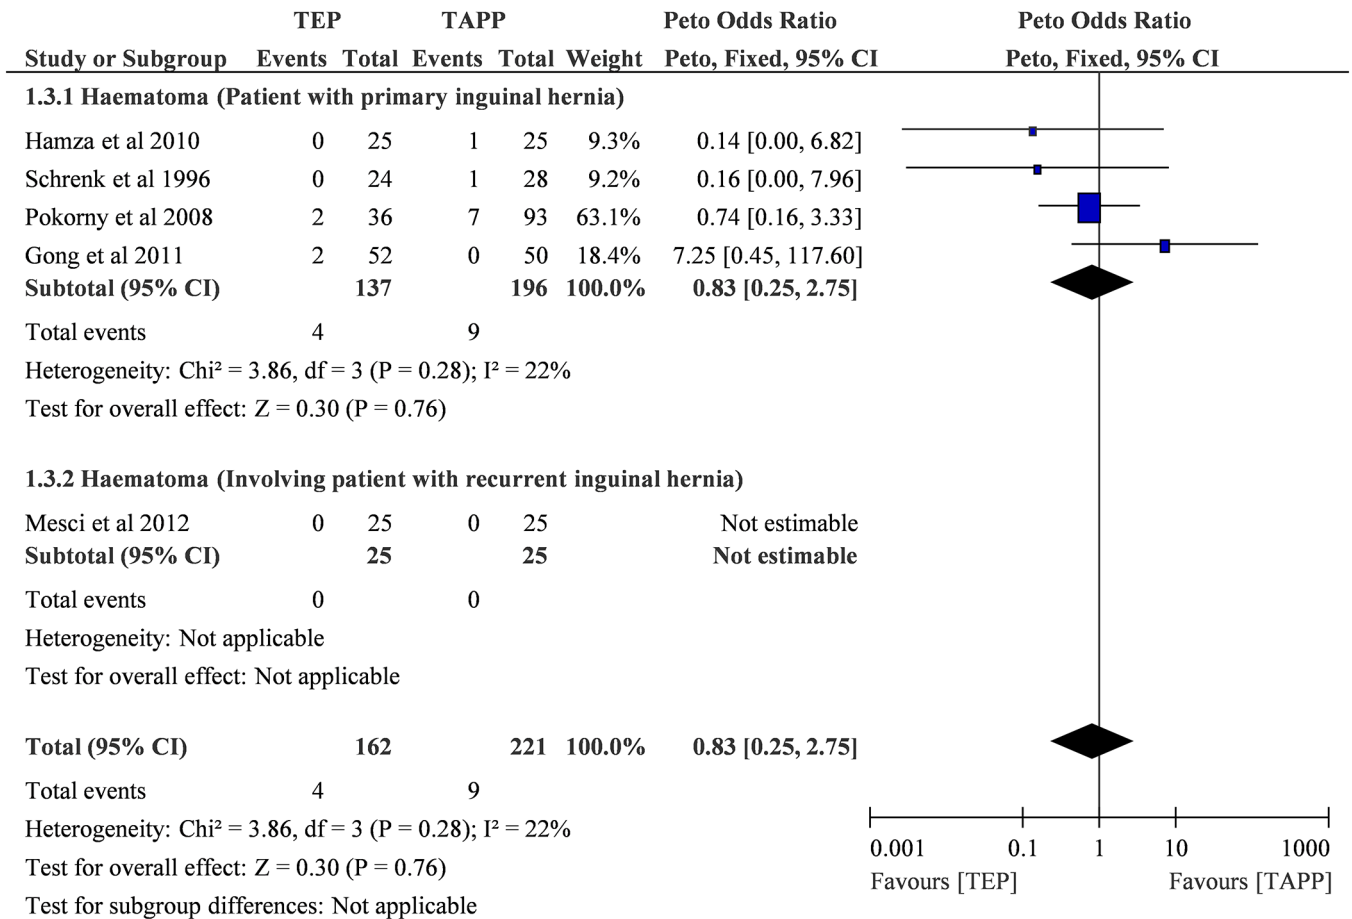 TEP TAPP Peto Odds Ratio Peto Odds Ratio
Study or Subgroup Events Total Events Total Weight Peto, Fixed, 95% CI Peto, Fixed, 95% CI
1.3.1 Haematoma (Patient with primary inguinal hernia)
Hamza et al 2010 0 25 1 25 9.3% 0.14 [0.00, 6.82]
Schrenk et al 1996 0 24 1 28 9.2% 0.16 [0.00, 7.96]
Pokorny et al 2008 2 36 7 93 63.1% 0.74 [0.16, 3.33]
Gong et al 2011 2 52 0 50 18.4% 7.25 [0.45, 117.60]
Subtotal (95% CI) 137 196 100.0% 0.83 [0.25, 2.75]
Total events 4 9
Heterogeneity: Chi² = 3.86, df = 3 (P = 0.28); I² = 22%
Test for overall effect: Z = 0.30 (P = 0.76)
1.3.2 Haematoma (Involving patient with recurrent inguinal hernia)
Mesci et al 2012 0 25 0 25 Not estimable
Subtotal (95% CI) 25 25 Not estimable
Total events 0 0
Heterogeneity: Not applicable
Test for overall effect: Not applicable
Total (95% CI) 162 221 100.0% 0.83 [0.25, 2.75]
Total events 4 9
Heterogeneity: Chi² = 3.86, df = 3 (P = 0.28); I² = 22%
Test for overall effect: Z = 0.30 (P = 0.76)
Test for subgroup differences: Not applicable
0.001 0.1 1 10 1000
Favours [TEP] Favours [TAPP]